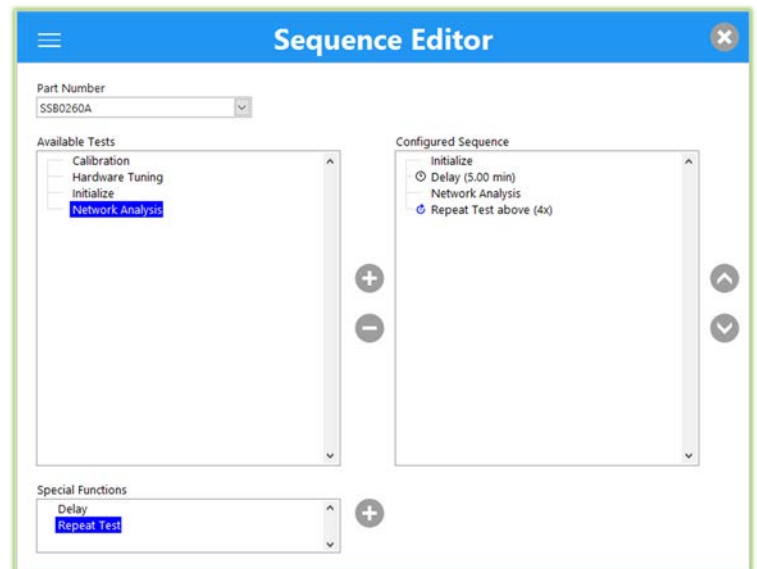 Sequence Editor
Part Number
SSB0260A
Available Tests
Calibration
Hardware Tuning
Initialize
Network Analysis
Configured Sequence
Initialize
Delay (5.00 min)
Network Analysis
Repeat Test above (4x)
Special Functions
Delay
Repeat Test